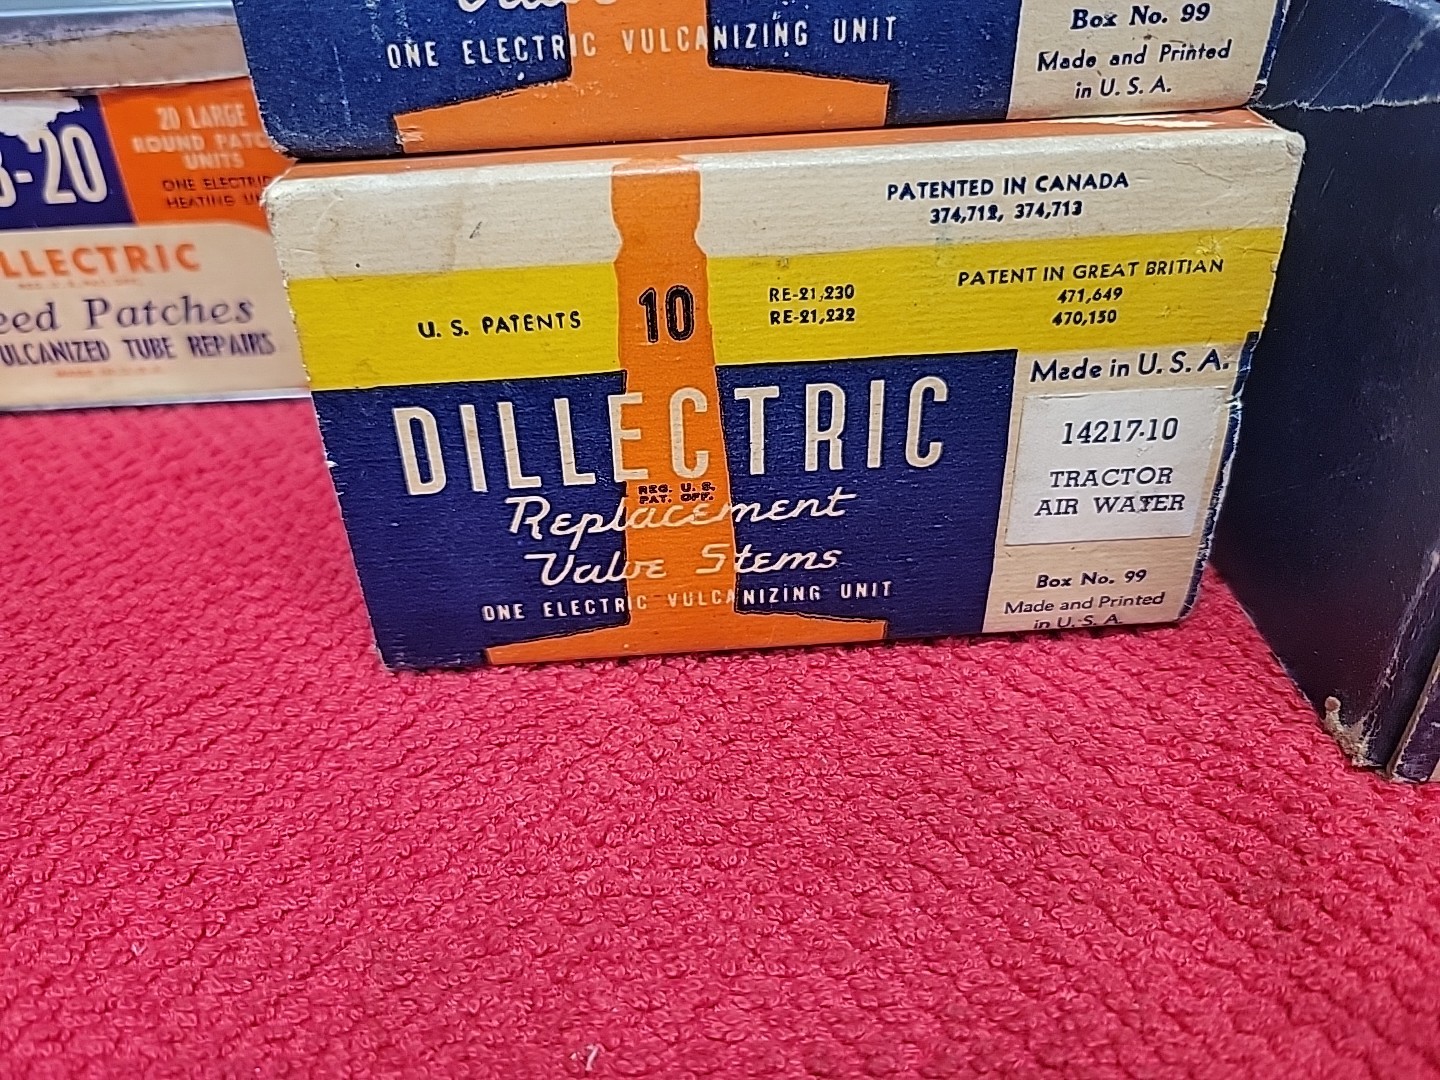 ONE ELECTRIC VULCANIZING UNIT
Box No. 99
Made and Printed
in U. S. A.
-20
20 LARGE
ROUND PATC
UNITS
ONE ELECTRIC
HEATING U
LLECTRIC
eed Patches
ULCANIZED TUBE REPAIRS
PATENTED IN CANADA
374,712, 374,713
U. S. PATENTS
10
RE-21,230
RE-21,232
PATENT IN GREAT BRITIAN
471,649
470,150
DILLECTRIC
REG. U. S.
PAT. OFF.
Replacement
Valve Stems
ONE ELECTRIC VULCANIZING UNIT
Made in U. S. A.
14217-10
TRACTOR
AIR WATER
Box No. 99
Made and Printed
in U. S. A.